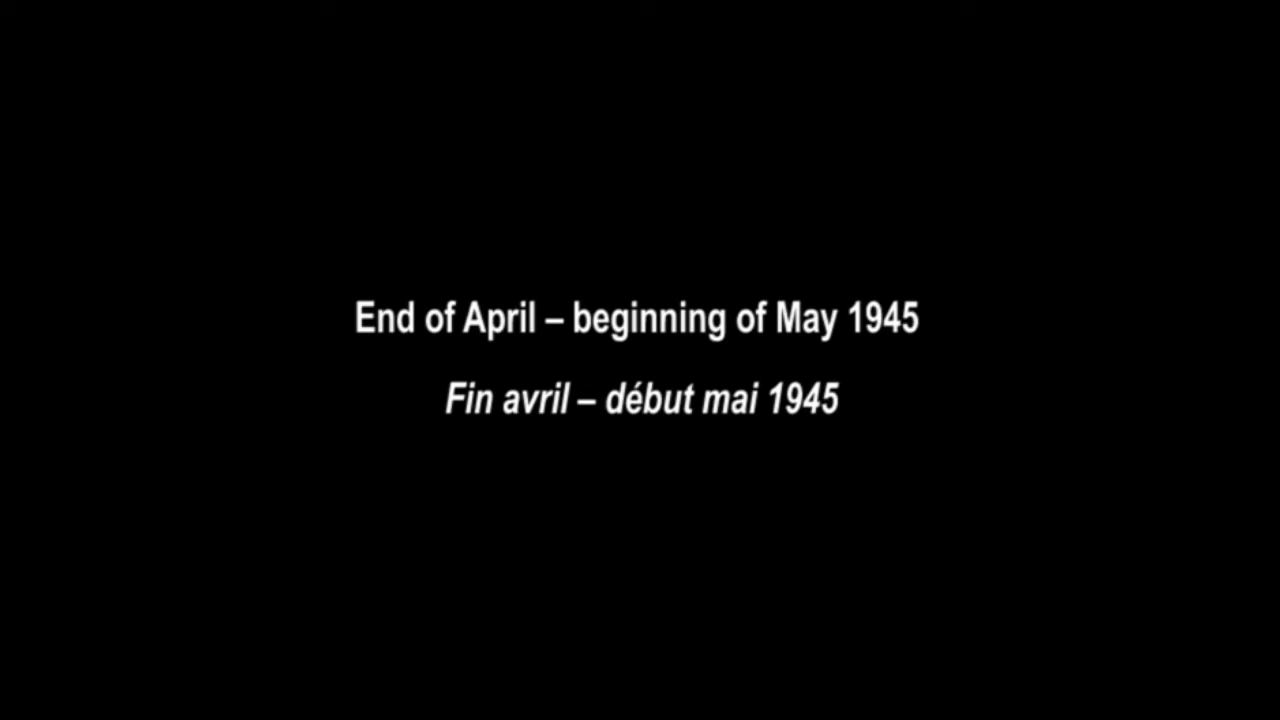 End of April – beginning of May 1945
Fin avril – début mai 1945